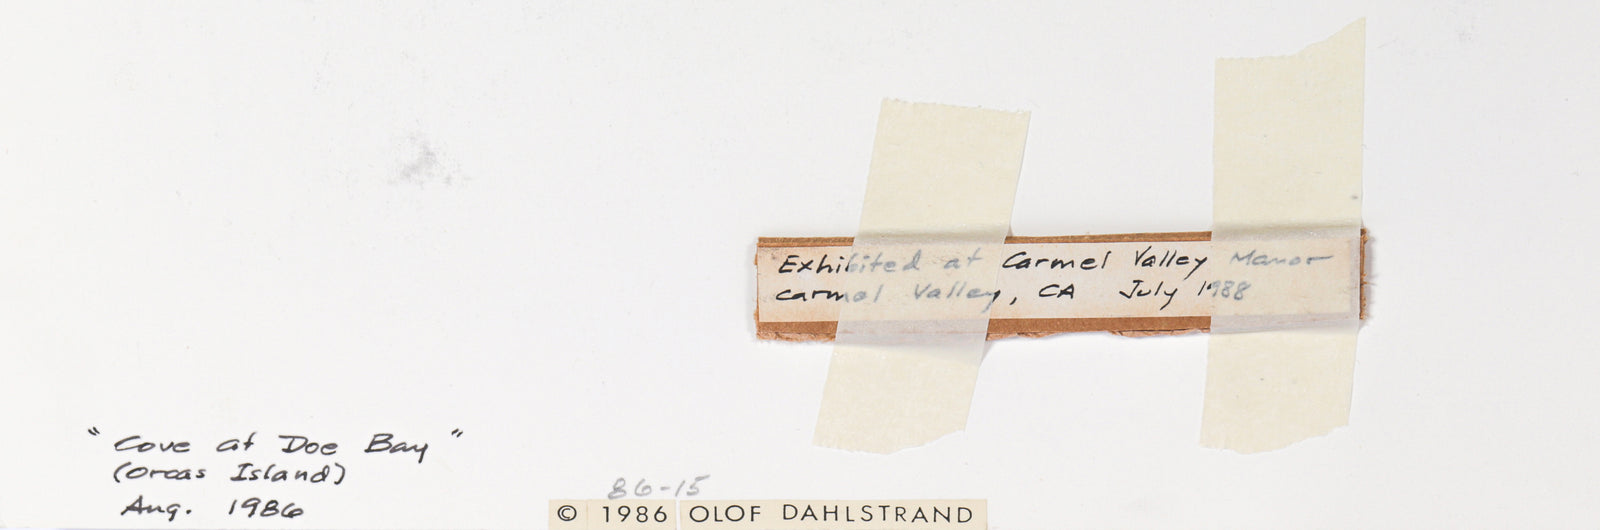 Exhibited at Carmel Valley Manor
Carmel Valley, CA July 1988
"Cove at Doe Bay"
(Orcas Island)
Aug. 1986
86-15
© 1986 OLOF DAHLSTRAND